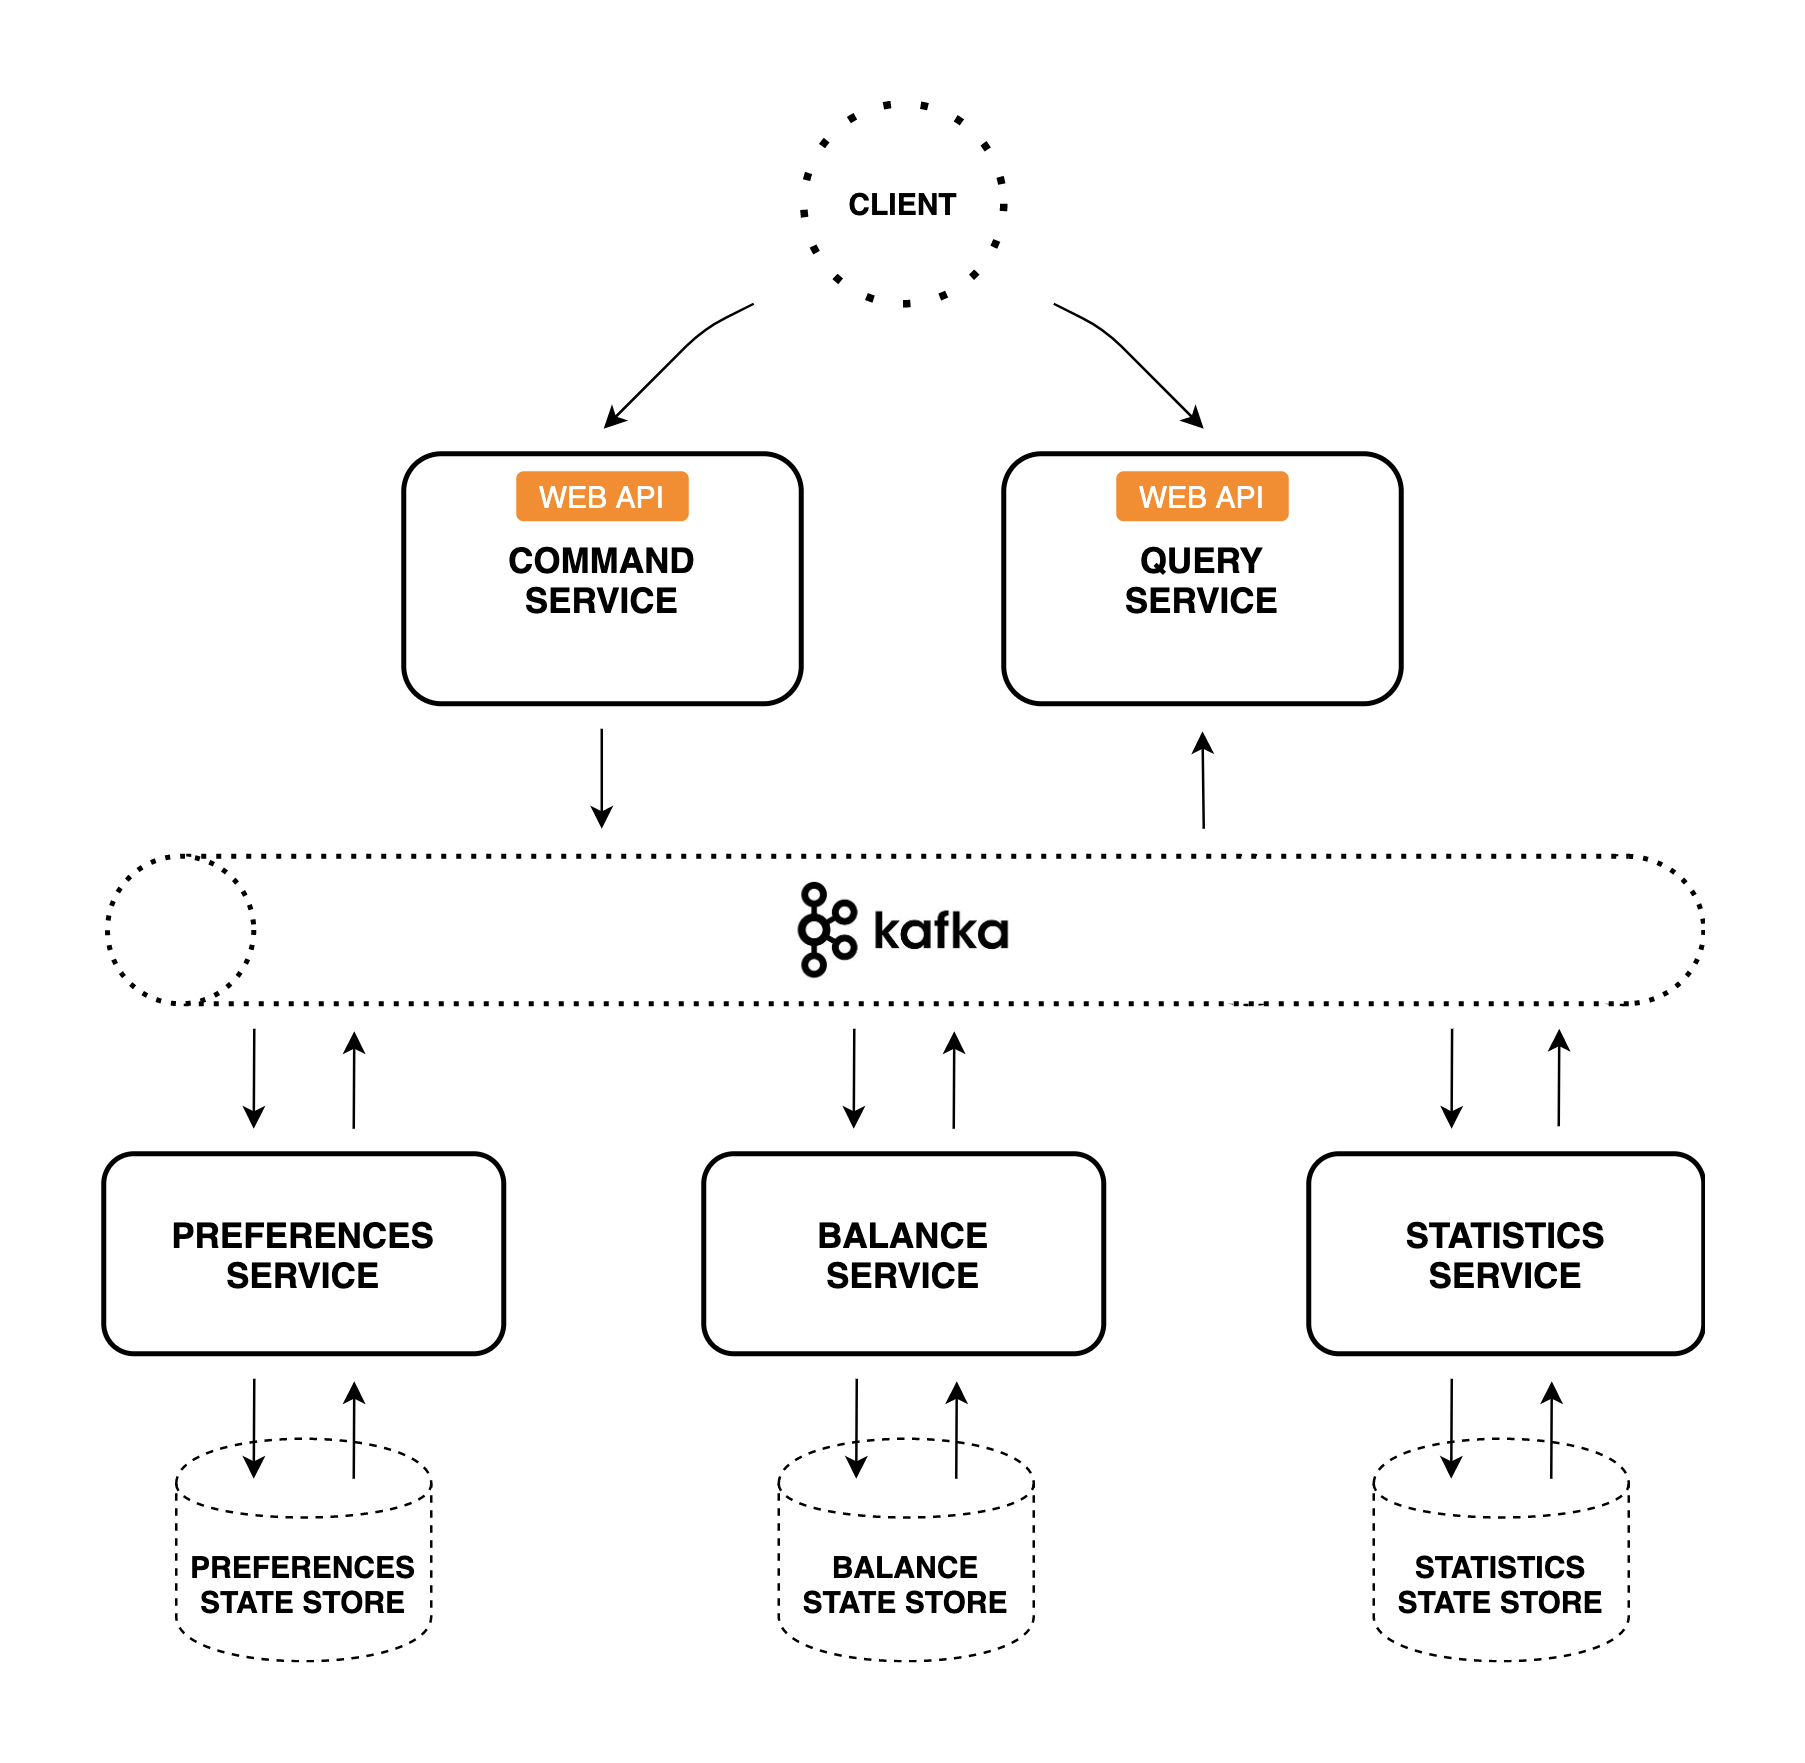 CLIENT
WEB API
COMMAND
SERVICE
WEB API
QUERY
SERVICE
kafka
PREFERENCES
SERVICE
BALANCE
SERVICE
STATISTICS
SERVICE
PREFERENCES
STATE STORE
BALANCE
STATE STORE
STATISTICS
STATE STORE